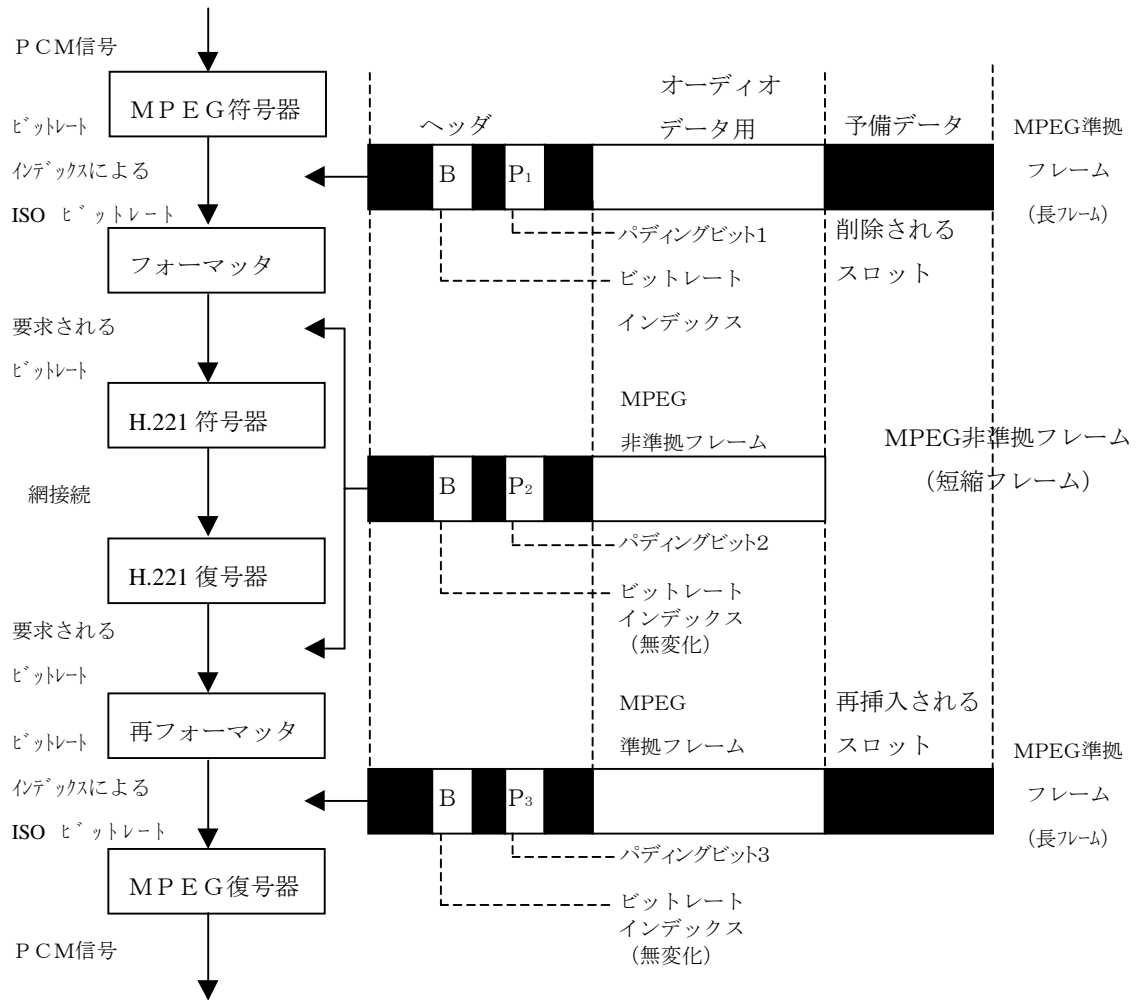 ＰＣＭ信号
ＭＰＥＧ符号器
ﾋﾞｯﾄﾚｰﾄ
ｲﾝﾃﾞｯｸｽによる
ISO ﾋﾞｯﾄﾚｰﾄ
フォーマッタ
要求される
ﾋﾞｯﾄﾚｰﾄ
H.221 符号器
網接続
H.221 復号器
要求される
ﾋﾞｯﾄﾚｰﾄ
再フォーマッタ
ﾋﾞｯﾄﾚｰﾄ
ｲﾝﾃﾞｯｸｽによる
ISO ﾋﾞｯﾄﾚｰﾄ
ＭＰＥＧ復号器
ＰＣＭ信号
ヘッダ
オーディオ
データ用
予備データ
MPEG準拠
フレーム
(長ﾌﾚｰﾑ)
B
P₁
パディングビット1
ビットレート
インデックス
削除される
スロット
MPEG
非準拠フレーム
MPEG非準拠フレーム
（短縮フレーム）
B
P₂
パディングビット2
ビットレート
インデックス
（無変化）
MPEG
準拠フレーム
再挿入される
スロット
MPEG準拠
フレーム
(長ﾌﾚｰﾑ)
B
P₃
パディングビット3
ビットレート
インデックス
（無変化）